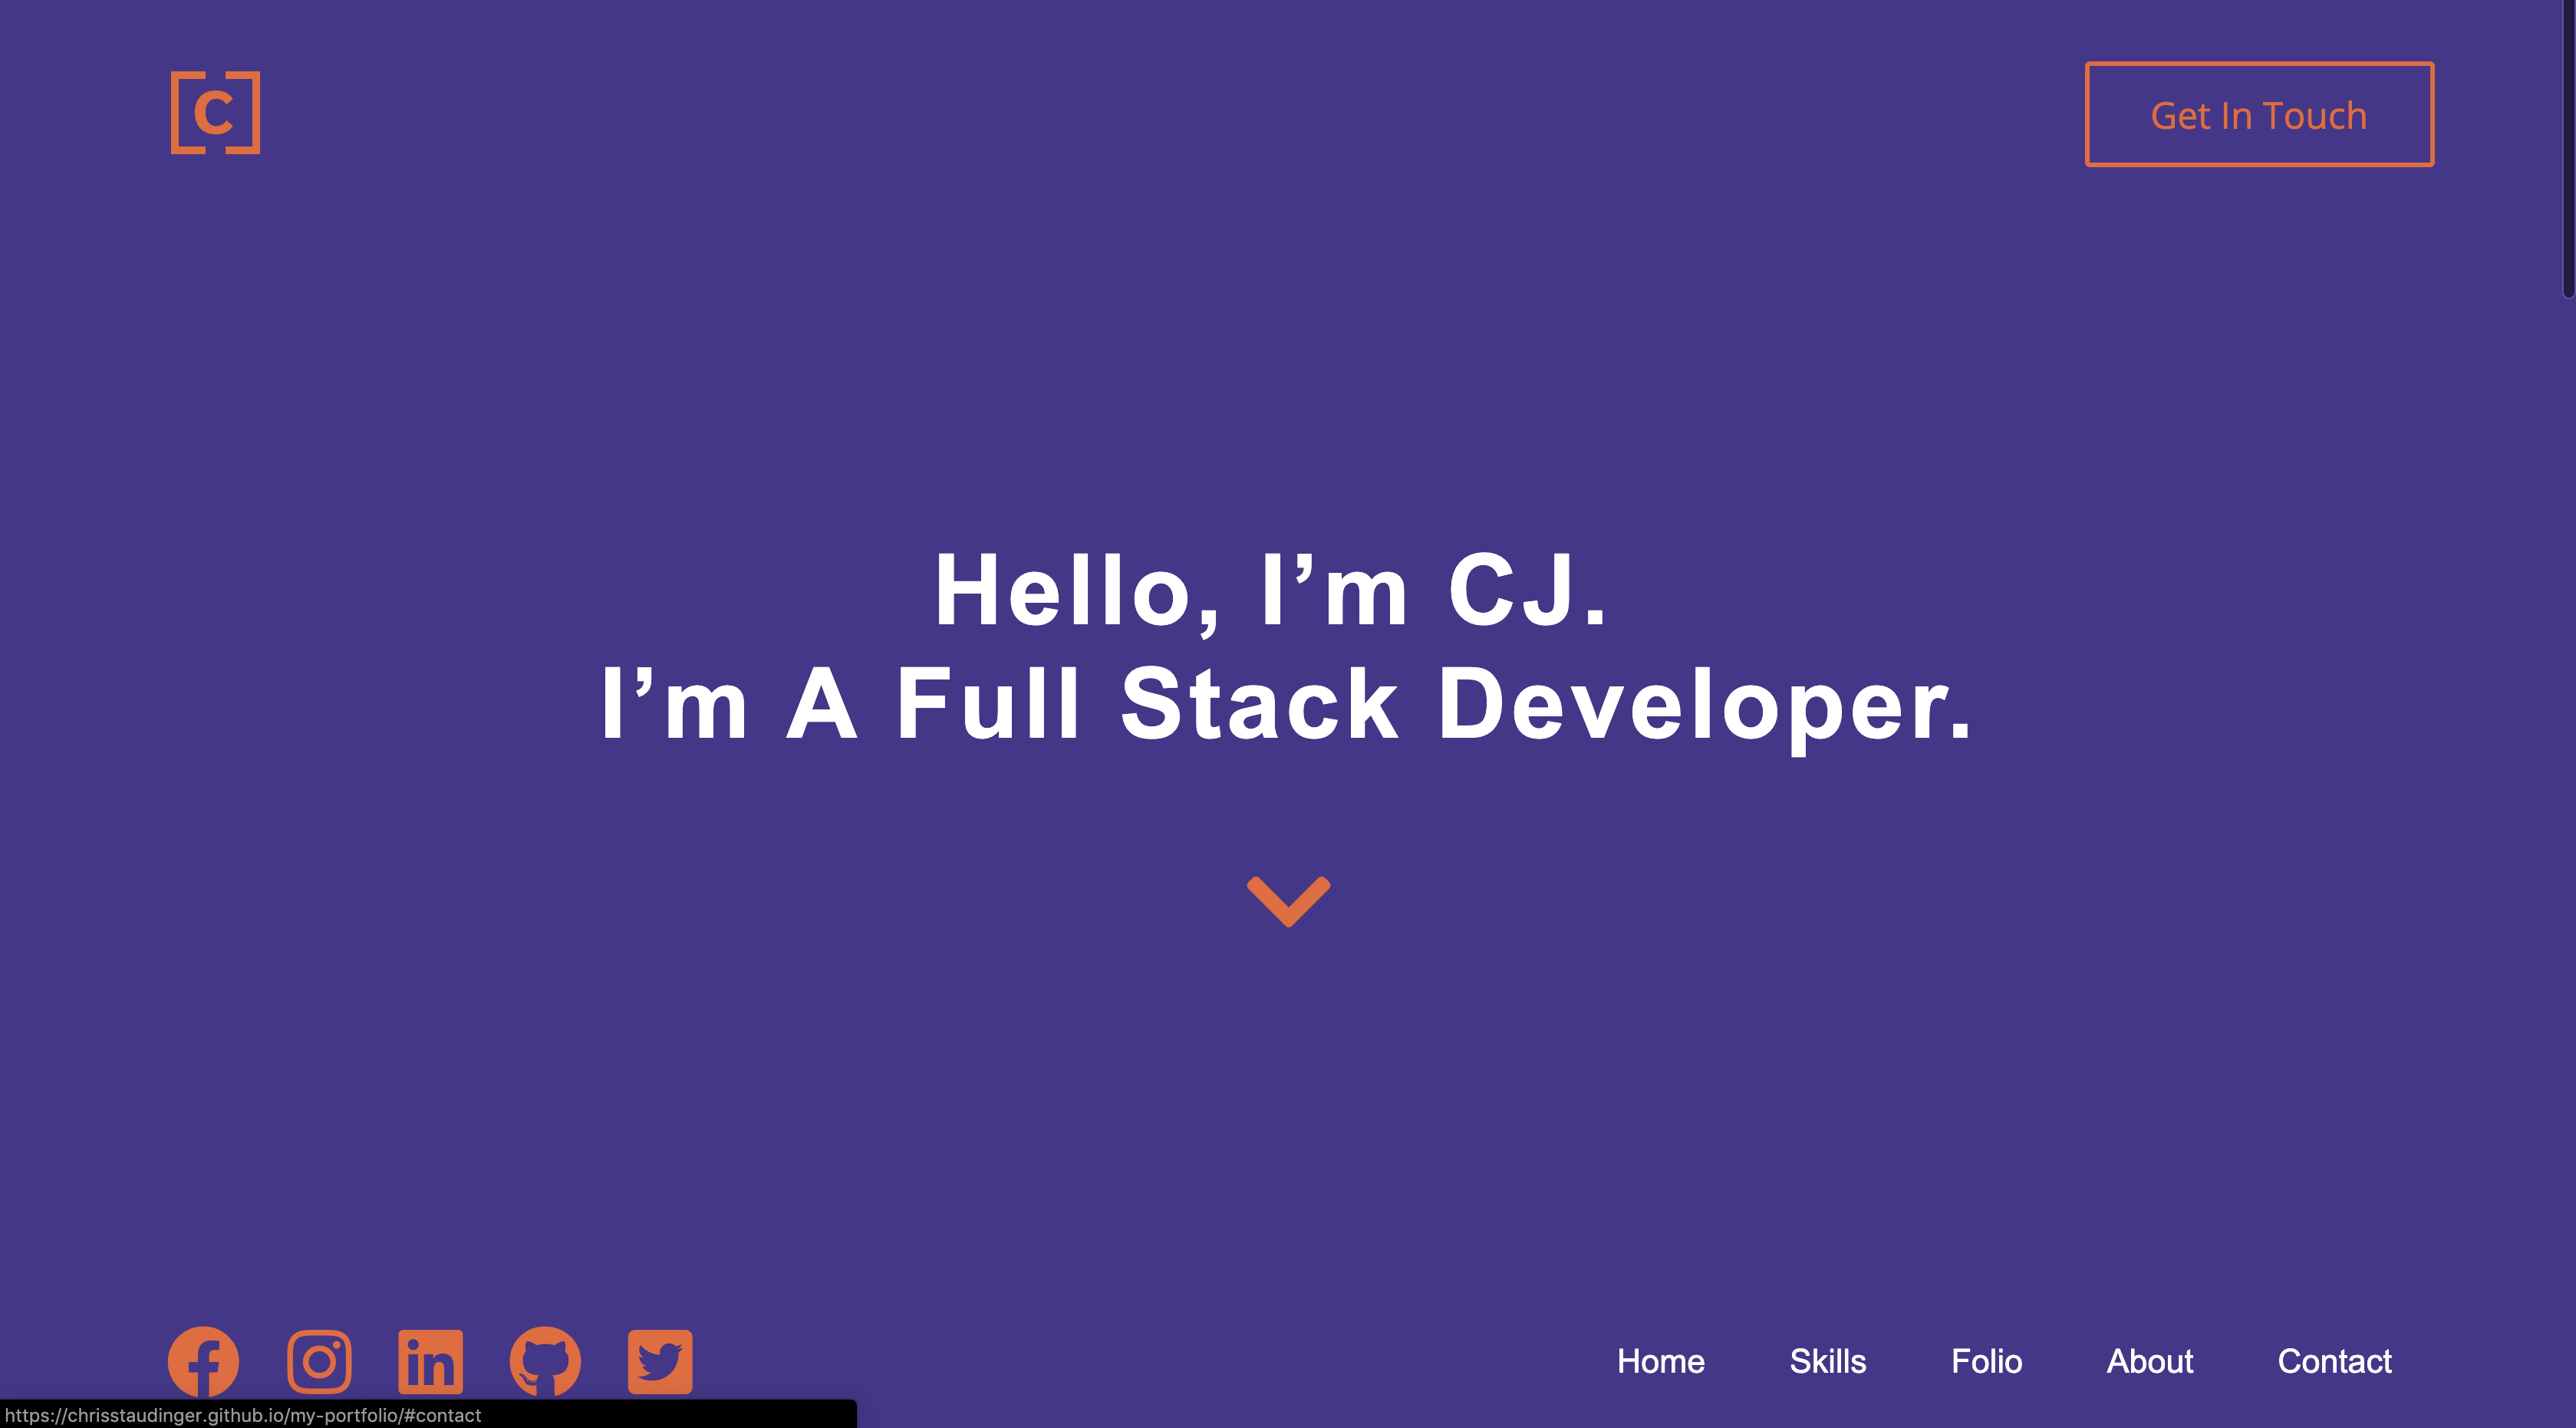 [C]
Get In Touch
Hello, I’m CJ.
I’m A Full Stack Developer.
Home Skills Folio About Contact
https://chrisstaudinger.github.io/my-portfolio/#contact